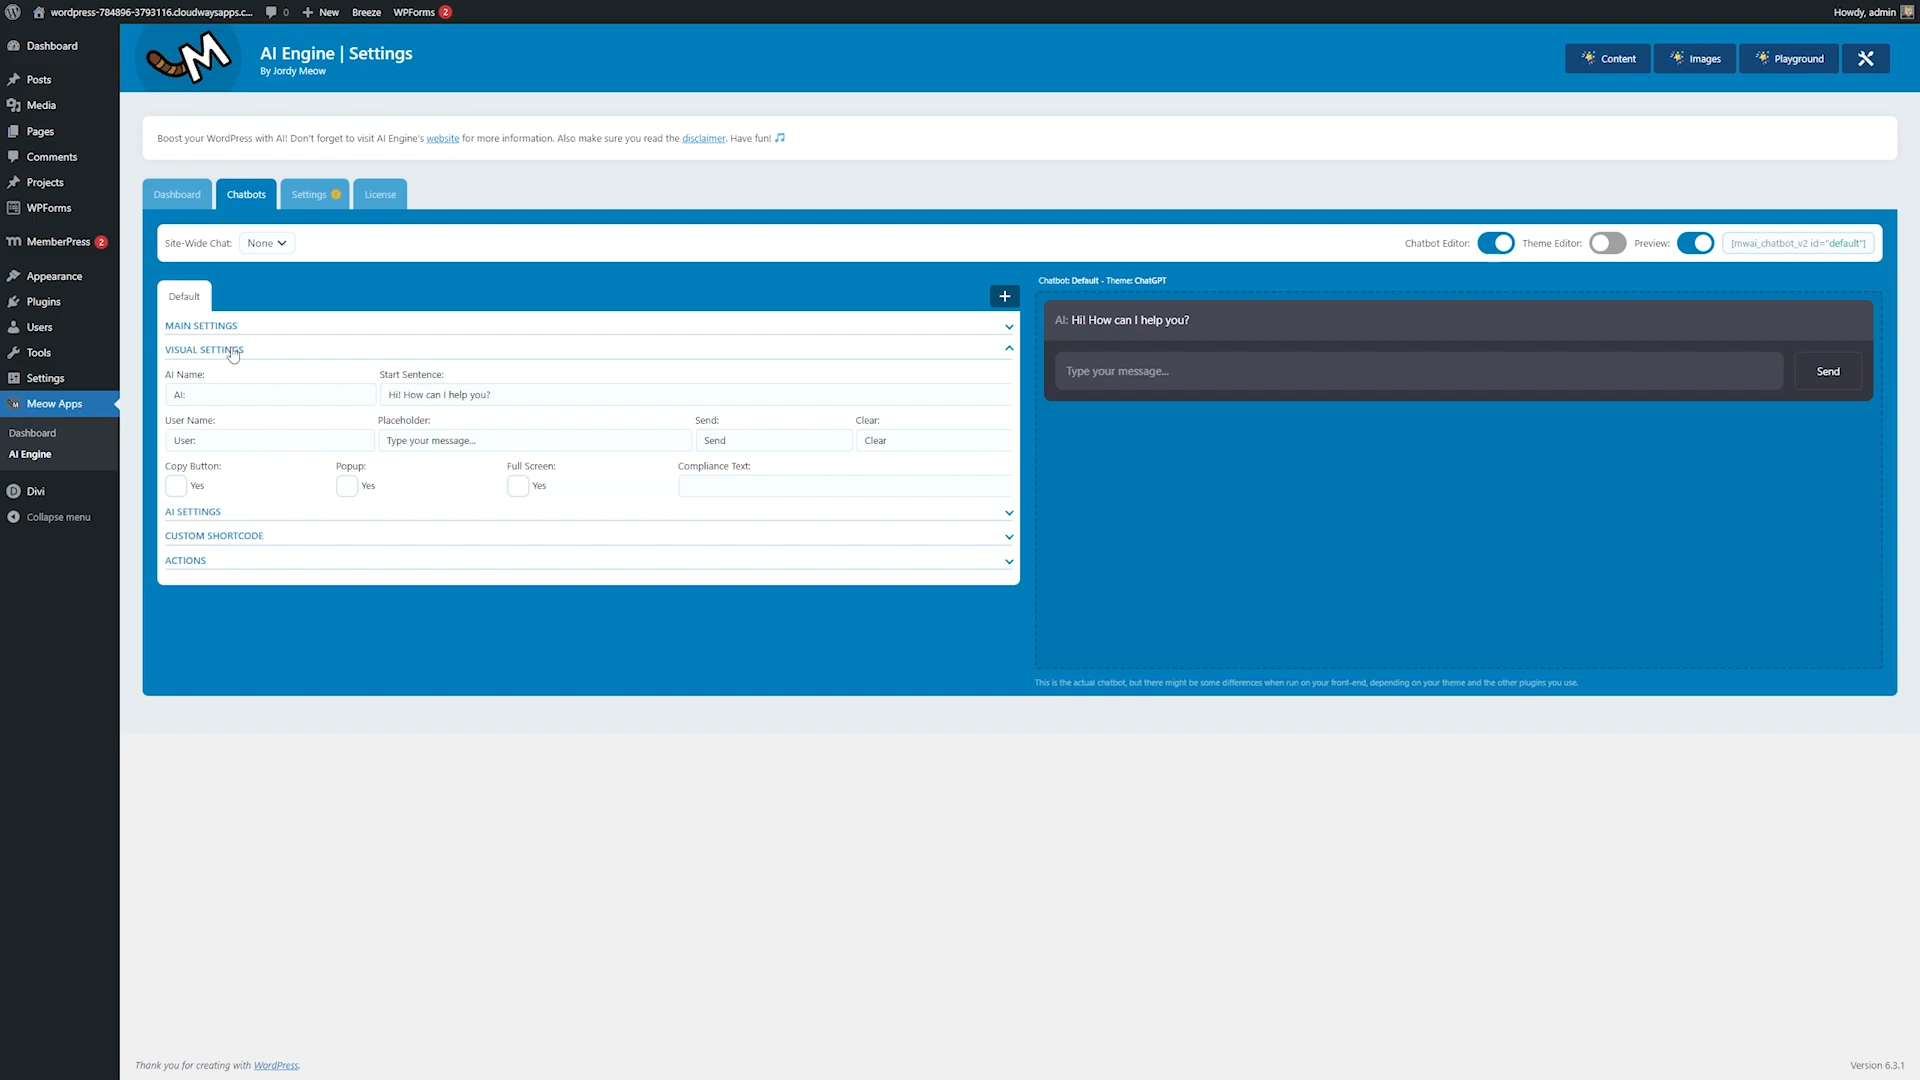 wordpress-784896-3793116.cloudwaysapps.c... 0 New Breeze WPForms 2 Howdy, admin
Dashboard
Posts
Media
Pages
Comments
Projects
WPForms
MemberPress 2
Appearance
Plugins
Users
Tools
Settings
Meow Apps
Dashboard
AI Engine
Divi
Collapse menu
M
AI Engine | Settings
By Jordy Meow
Content Images Playground
Boost your WordPress with AI! Don't forget to visit AI Engine's website for more information. Also make sure you read the disclaimer. Have fun!
Dashboard Chatbots Settings License
Site-Wide Chat: None Chatbot Editor: Theme Editor: Preview: [mwai_chatbot_v2 id="default"]
Default
MAIN SETTINGS
VISUAL SETTINGS
AI Name: Start Sentence:
AI: Hi! How can I help you?
User Name: Placeholder: Send: Clear:
User: Type your message... Send Clear
Copy Button: Popup: Full Screen: Compliance Text:
Yes Yes Yes
AI SETTINGS
CUSTOM SHORTCODE
ACTIONS
Chatbot: Default - Theme: ChatGPT
AI: Hi! How can I help you?
Type your message... Send
This is the actual chatbot, but there might be some differences when run on your front-end, depending on your theme and the other plugins you use.
Thank you for creating with WordPress. Version 6.3.1